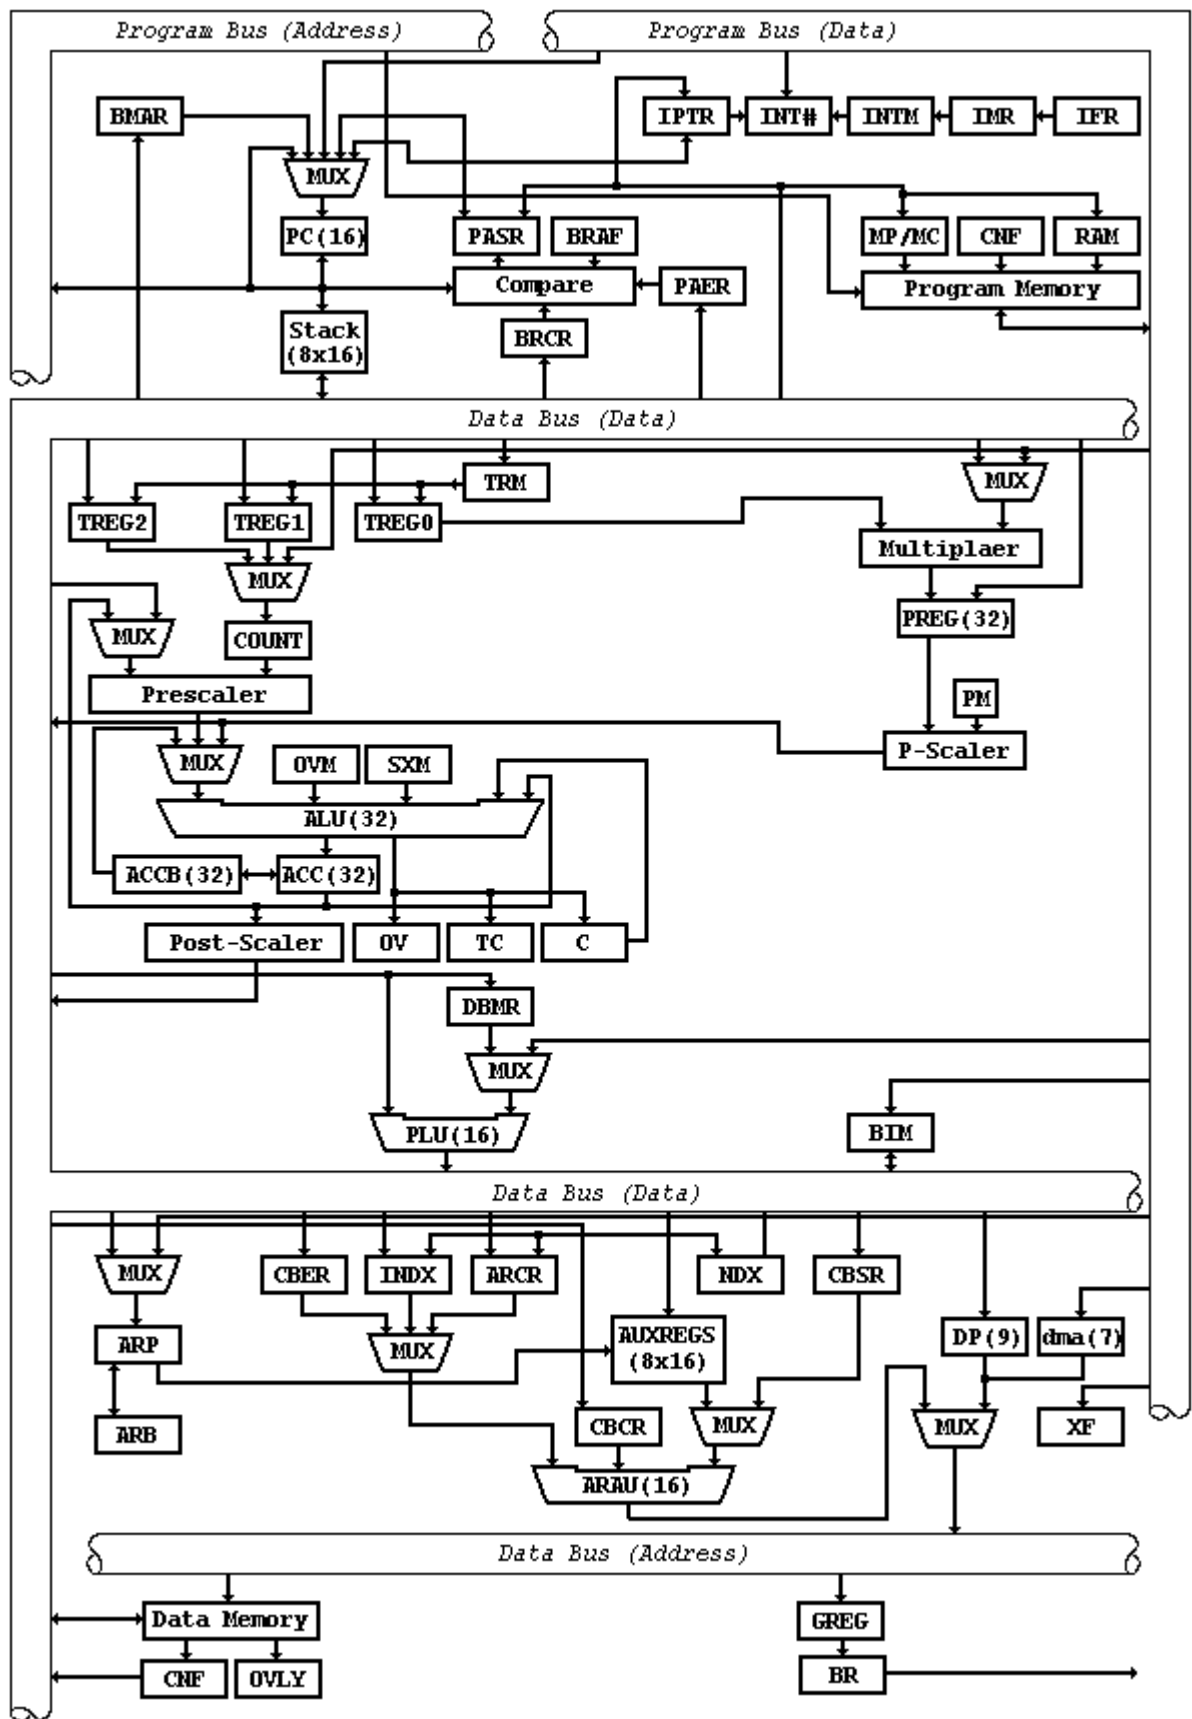 Program Bus (Address)
Program Bus (Data)
BMAR
IPTR
INT#
INTM
IMR
IFR
MUX
PC(16)
PASR
BRAF
MP/MC
CNF
RAM
Compare
PAER
Program Memory
Stack
(8x16)
BRCR
Data Bus (Data)
TRM
MUX
TREG2
TREG1
TREG0
Multiplaer
MUX
PREG(32)
MUX
COUNT
Prescaler
PM
MUX
OVM
SXM
P-Scaler
ALU(32)
ACCB(32)
ACC(32)
Post-Scaler
OV
TC
C
DBMR
MUX
PLU(16)
BIM
Data Bus (Data)
MUX
CBER
INDX
ARCR
NDX
CBSR
ARP
MUX
AUXREGS
(8x16)
DP(9)
dma(7)
ARB
CBCR
MUX
MUX
XF
ARAU(16)
Data Bus (Address)
Data Memory
GREG
CNF
OVLY
BR